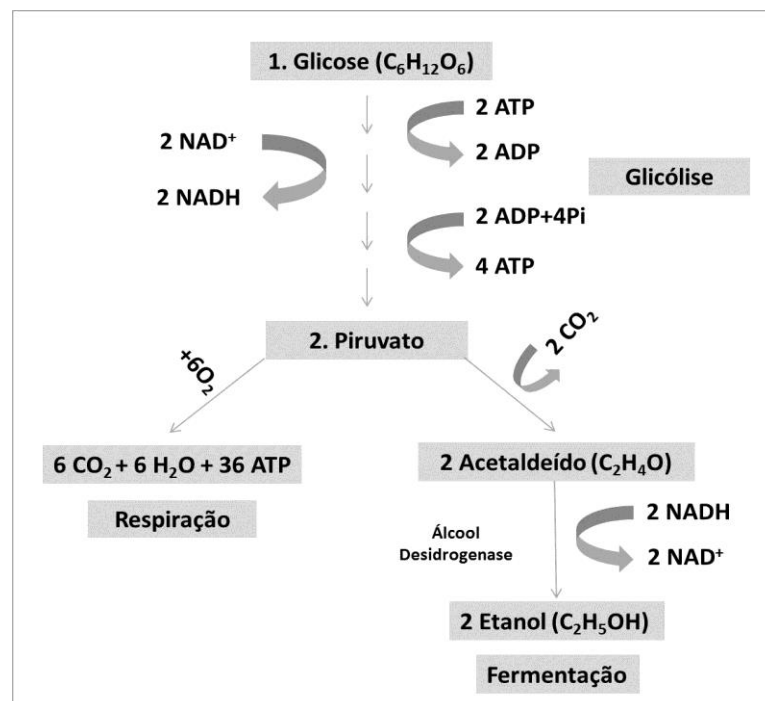 1. Glicose (C₆H₁₂O₆)
2 ATP
2 NAD⁺
2 ADP
Glicólise
2 NADH
2 ADP+4Pi
4 ATP
2. Piruvato
2 CO₂
+6O₂
6 CO₂ + 6 H₂O + 36 ATP
2 Acetaldeído (C₂H₄O)
Respiração
2 NADH
Álcool
Desidrogenase
2 NAD⁺
2 Etanol (C₂H₅OH)
Fermentação